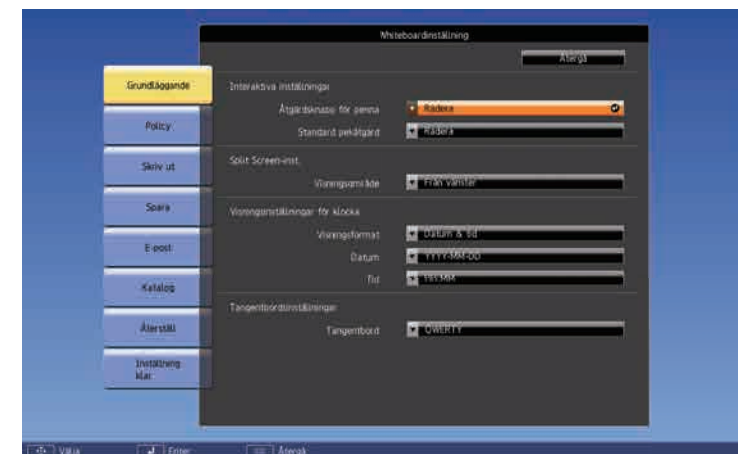 Whiteboardinställning
Återgå
Grundläggande
Policy
Skriv ut
Spara
E-post
Katalog
Återställ
Inställning
klar
Interaktiva inställningar
Åtgärdsknapp för penna
Radera
Standard pekåtgärd
Radera
Split Screen-inst.
Visningsområde
Från vänster
Visningsinställningar för klocka
Visningsformat
Datum & tid
Datum
YYYY-MM-DD
Tid
HH:MM
Tangentbordsinställningar
Tangentbord
QWERTY
Välja
Enter
Återgå